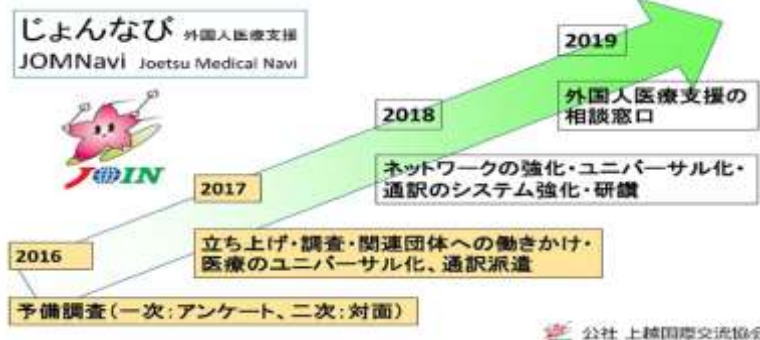 じょんなび 外国人医療支援
JOMNavi Joetsu Medical Navi
JOIN
2019
外国人医療支援の
相談窓口
2018
ネットワークの強化・ユニバーサル化・
通訳のシステム強化・研鑽
2017
立ち上げ・調査・関連団体への働きかけ・
医療のユニバーサル化、通訳派遣
2016
予備調査(一次:アンケート、二次:対面)
公社 上越国際交流協会